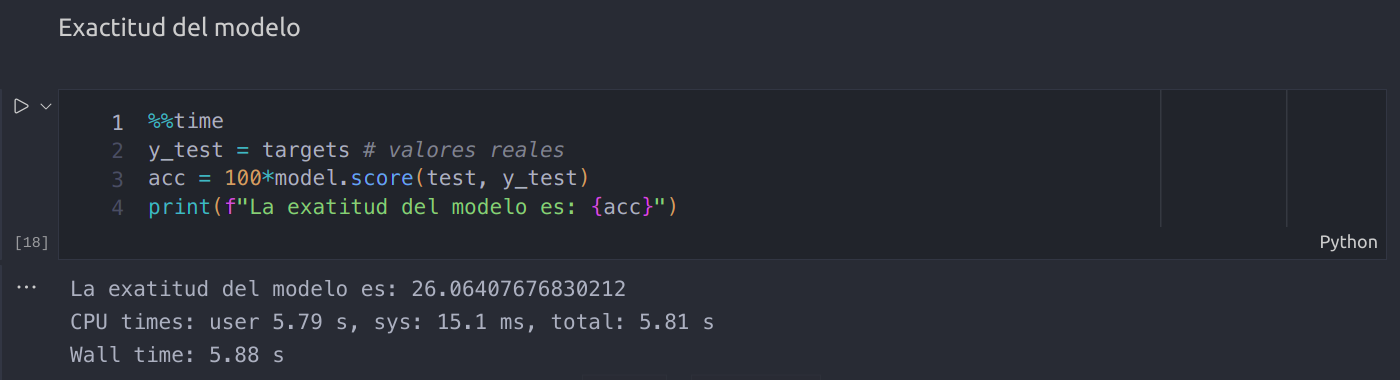 Exactitud del modelo
1 %%time
2 y_test = targets # valores reales
3 acc = 100*model.score(test, y_test)
4 print(f"La exatitud del modelo es: {acc}")
[18]
Python
... La exatitud del modelo es: 26.06407676830212
CPU times: user 5.79 s, sys: 15.1 ms, total: 5.81 s
Wall time: 5.88 s